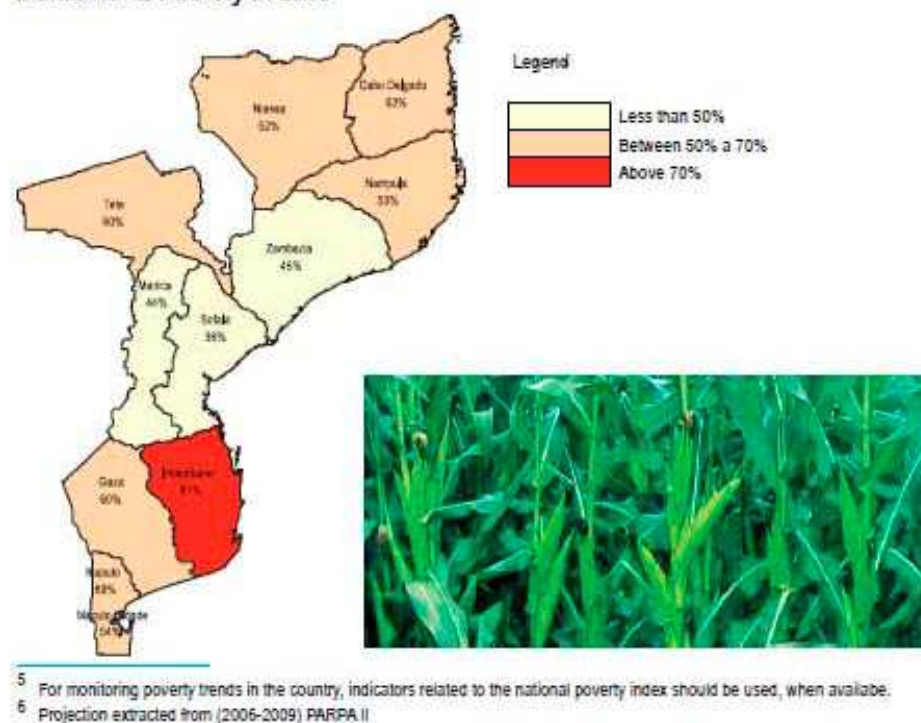 Legend
Less than 50%
Between 50% a 70%
Above 70%
Cabo Delgado
63%
Niassa
52%
Nampula
53%
Tete
60%
Zambezia
45%
Manica
44%
Sofala
36%
Inhambane
81%
Gaza
60%
Maputo
69%
54%
5 For monitoring poverty trends in the country, indicators related to the national poverty index should be used, when availabe.
6 Projection extracted from (2006-2009) PARPA II